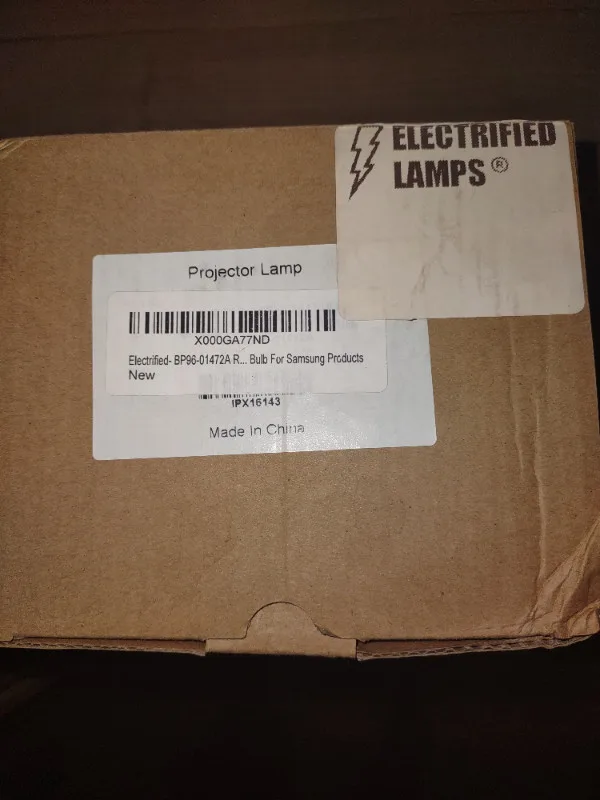 ELECTRIFIED
LAMPS ®
Projector Lamp
X000GA77ND
Electrified- BP96-01472A R... Bulb For Samsung Products
New
IPX16143
Made In China